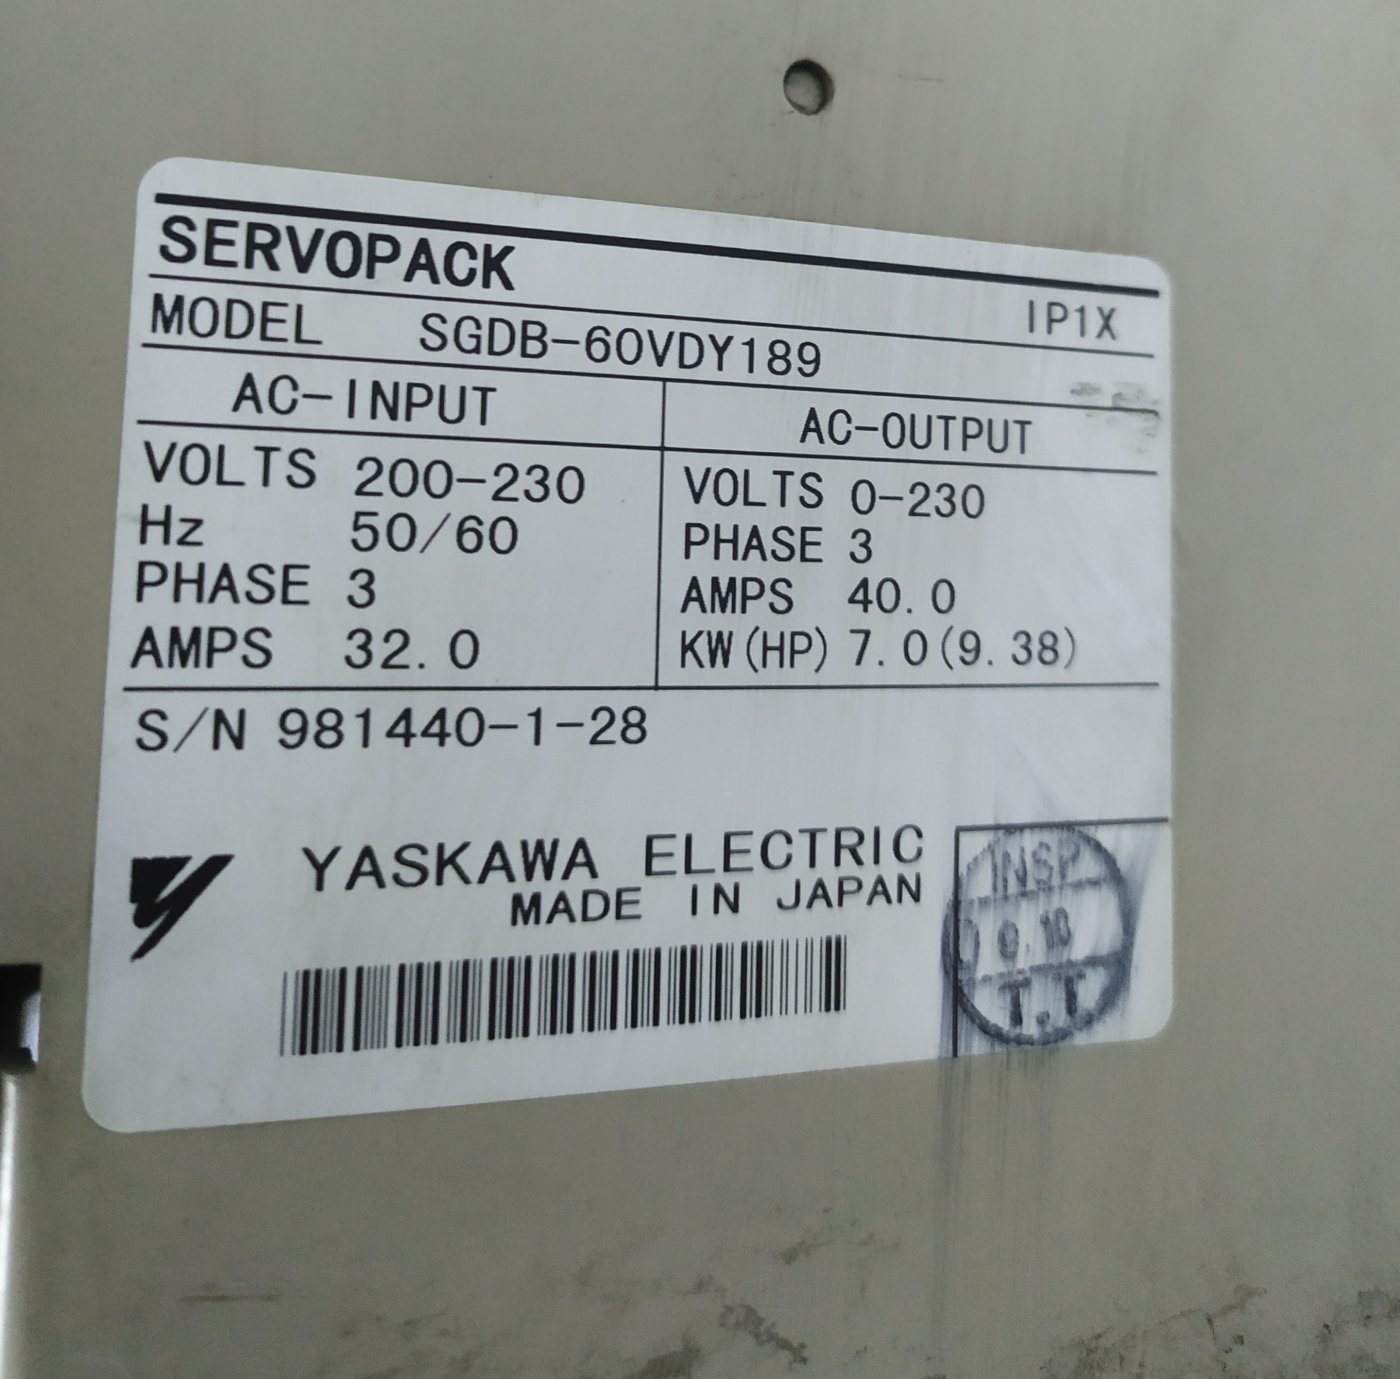 SERVOPACK
IP1X
MODEL SGDB-60VDY189
AC-INPUT
VOLTS 200-230
Hz 50/60
PHASE 3
AMPS 32.0
AC-OUTPUT
VOLTS 0-230
PHASE 3
AMPS 40.0
KW(HP) 7.0(9.38)
S/N 981440-1-28
YASKAWA ELECTRIC
MADE IN JAPAN
INSP
T.T